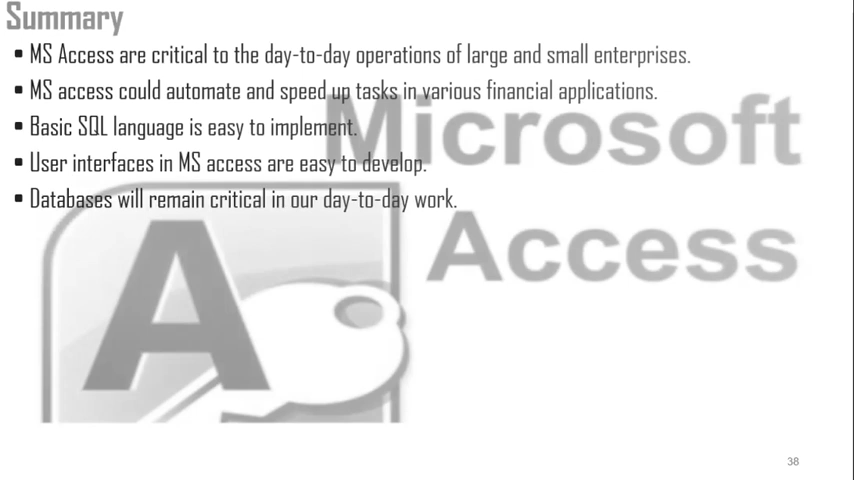 Summary
• MS Access are critical to the day-to-day operations of large and small enterprises.
• MS access could automate and speed up tasks in various financial applications.
• Basic SQL language is easy to implement.
• User interfaces in MS access are easy to develop.
• Databases will remain critical in our day-to-day work.
Microsoft
Access
A
38